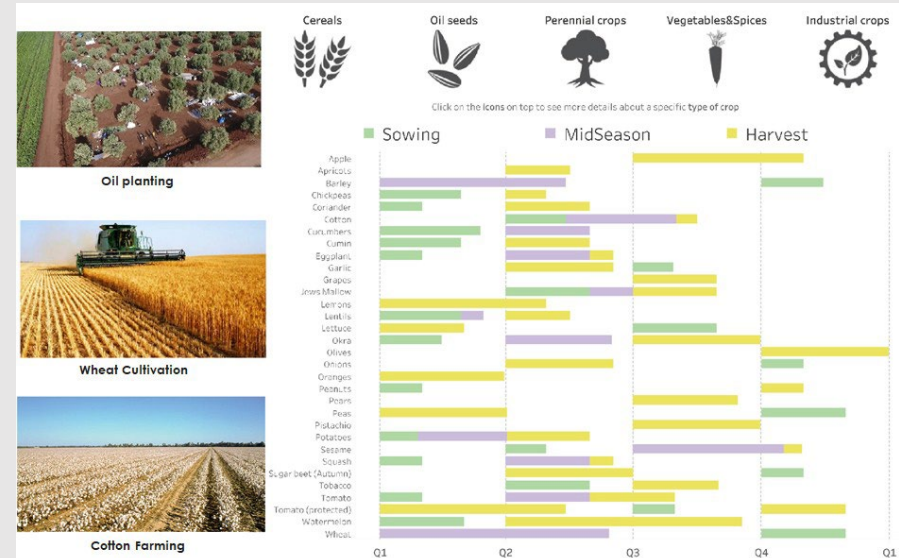 Cereals
Oil seeds
Perennial crops
Vegetables&Spices
Industrial crops
Click on the icons on top to see more details about a specific type of crop
Sowing
MidSeason
Harvest
Oil planting
Wheat Cultivation
Cotton Farming
Apple
Apricots
Barley
Chickpeas
Coriander
Cotton
Cucumbers
Cumin
Eggplant
Garlic
Grapes
Jews Mallow
Lemons
Lentils
Lettuce
Okra
Olives
Onions
Oranges
Peanuts
Pears
Peas
Pistachio
Potatoes
Sesame
Squash
Sugar beet (Autumn)
Tobacco
Tomato
Tomato (protected)
Watermelon
Wheat
Q1
Q2
Q3
Q4
Q1